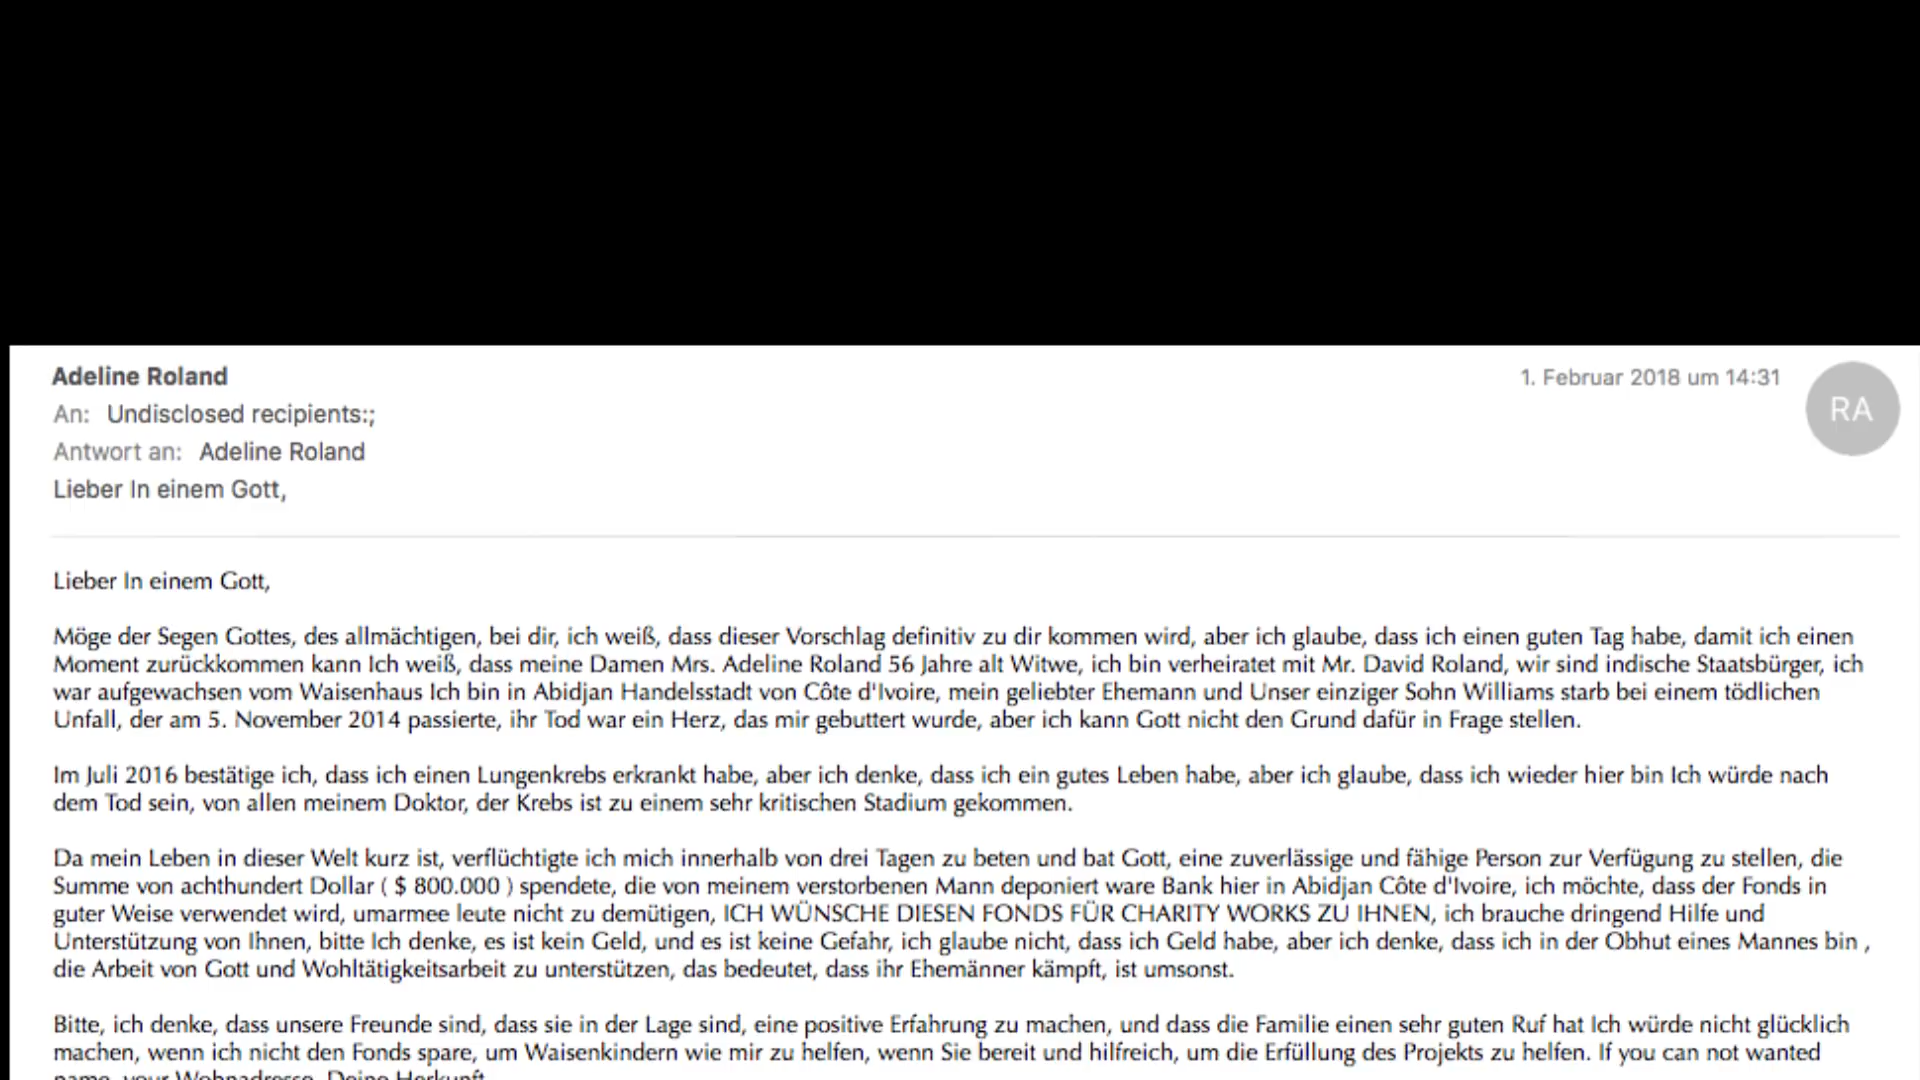 Adeline Roland
1. Februar 2018 um 14:31
RA
An: Undisclosed recipients:;
Antwort an: Adeline Roland
Lieber In einem Gott,
Lieber In einem Gott,
Möge der Segen Gottes, des allmächtigen, bei dir, ich weiß, dass dieser Vorschlag definitiv zu dir kommen wird, aber ich glaube, dass ich einen guten Tag habe, damit ich einen
Moment zurückkommen kann Ich weiß, dass meine Damen Mrs. Adeline Roland 56 Jahre alt Witwe, ich bin verheiratet mit Mr. David Roland, wir sind indische Staatsbürger, ich
war aufgewachsen vom Waisenhaus Ich bin in Abidjan Handelsstadt von Côte d'Ivoire, mein geliebter Ehemann und Unser einziger Sohn Williams starb bei einem tödlichen
Unfall, der am 5. November 2014 passierte, ihr Tod war ein Herz, das mir gebuttert wurde, aber ich kann Gott nicht den Grund dafür in Frage stellen.
Im Juli 2016 bestätige ich, dass ich einen Lungenkrebs erkrankt habe, aber ich denke, dass ich ein gutes Leben habe, aber ich glaube, dass ich wieder hier bin Ich würde nach
dem Tod sein, von allen meinem Doktor, der Krebs ist zu einem sehr kritischen Stadium gekommen.
Da mein Leben in dieser Welt kurz ist, verflüchtigte ich mich innerhalb von drei Tagen zu beten und bat Gott, eine zuverlässige und fähige Person zur Verfügung zu stellen, die
Summe von achthundert Dollar ( $ 800.000 ) spendete, die von meinem verstorbenen Mann deponiert ware Bank hier in Abidjan Côte d'Ivoire, ich möchte, dass der Fonds in
guter Weise verwendet wird, umarmee leute nicht zu demütigen, ICH WÜNSCHE DIESEN FONDS FÜR CHARITY WORKS ZU IHNEN, ich brauche dringend Hilfe und
Unterstützung von Ihnen, bitte Ich denke, es ist kein Geld, und es ist keine Gefahr, ich glaube nicht, dass ich Geld habe, aber ich denke, dass ich in der Obhut eines Mannes bin ,
die Arbeit von Gott und Wohltätigkeitsarbeit zu unterstützen, das bedeutet, dass ihr Ehemänner kämpft, ist umsonst.
Bitte, ich denke, dass unsere Freunde sind, dass sie in der Lage sind, eine positive Erfahrung zu machen, und dass die Familie einen sehr guten Ruf hat Ich würde nicht glücklich
machen, wenn ich nicht den Fonds spare, um Waisenkindern wie mir zu helfen, wenn Sie bereit und hilfreich, um die Erfüllung des Projekts zu helfen. If you can not wanted
name, your Wohnadresse, Deine Herkunft